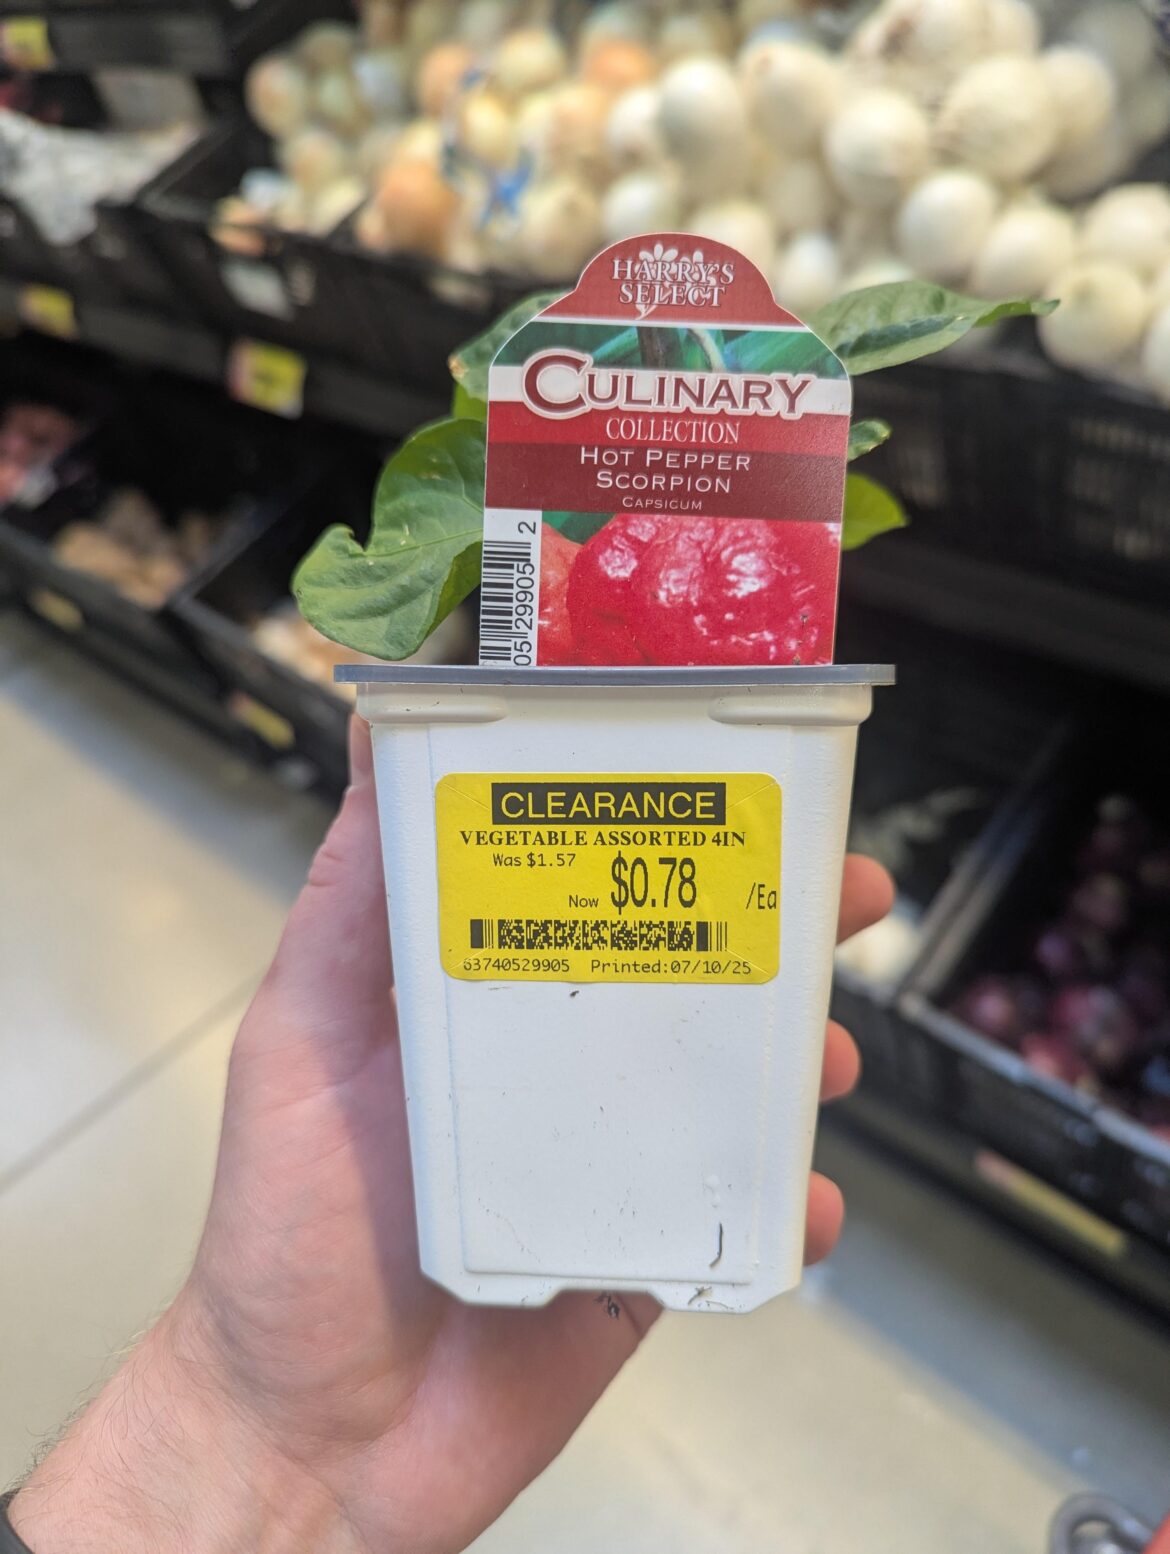 HARRY'S
SELECT
CULINARY
COLLECTION
HOT PEPPER
SCORPION
CAPSICUM
05 29905 2
CLEARANCE
VEGETABLE ASSORTED 4IN
Was $1.57
Now $0.78 /Ea
63740529905 Printed:07/10/25